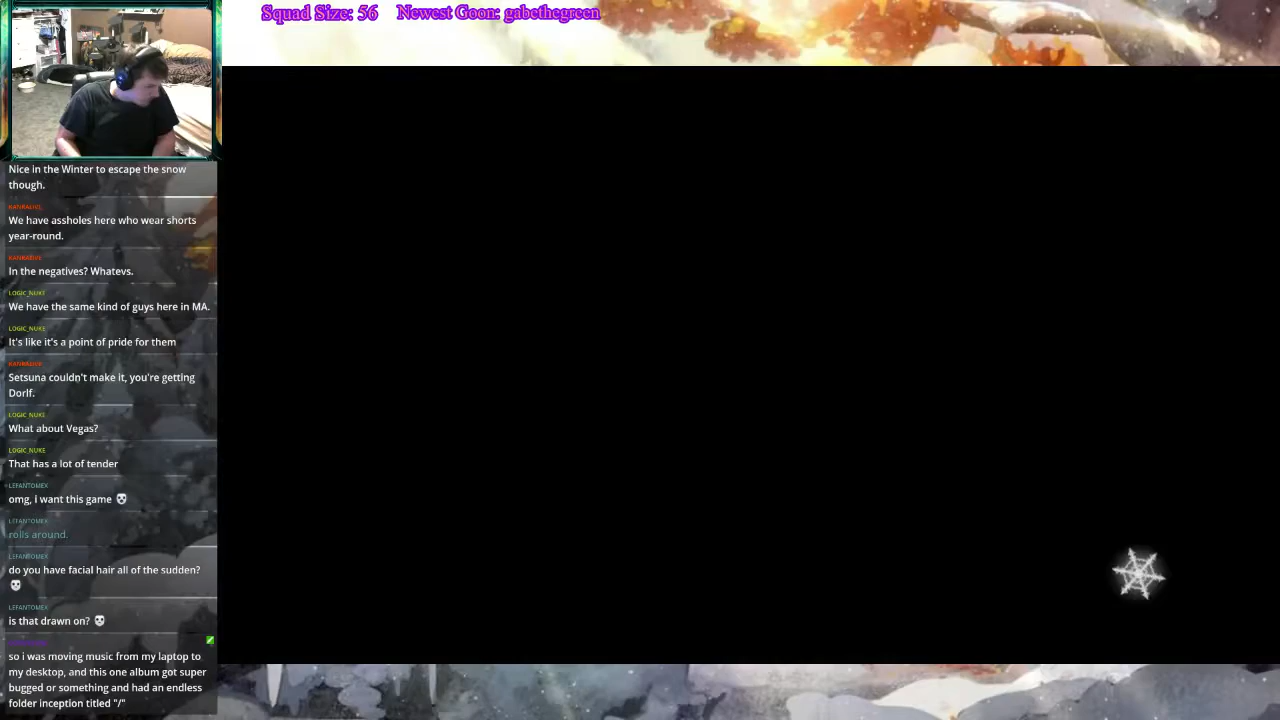 Squad Size: 56 Newest Goon: gabethegreen
Nice in the Winter to escape the snow
though.
We have assholes here who wear shorts
year-round.
In the negatives? Whatevs.
LOGIC_NUKE
We have the same kind of guys here in MA.
LOGIC_NUKE
It's like it's a point of pride for them
Setsuna couldn't make it, you're getting
Dorlf.
LOGIC_NUKE
What about Vegas?
LOGIC_NUKE
That has a lot of tender
LEFANTOMEX
omg, i want this game
LEFANTOMEX
rolls around.
LEFANTOMEX
do you have facial hair all of the sudden?
LEFANTOMEX
is that drawn on?
so i was moving music from my laptop to
my desktop, and this one album got super
bugged or something and had an endless
folder inception titled "/"